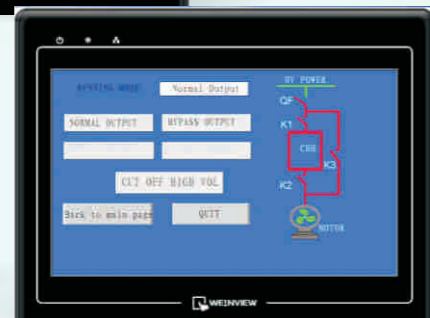 RUNNING MODE Normal Output
NORMAL OUTPUT BYPASS OUTPUT
CUT OFF HIGH VOL
Back to main page QUIT
HV POWER
QF
K1
CHB
K3
K2
MOTOR
WEINVIEW